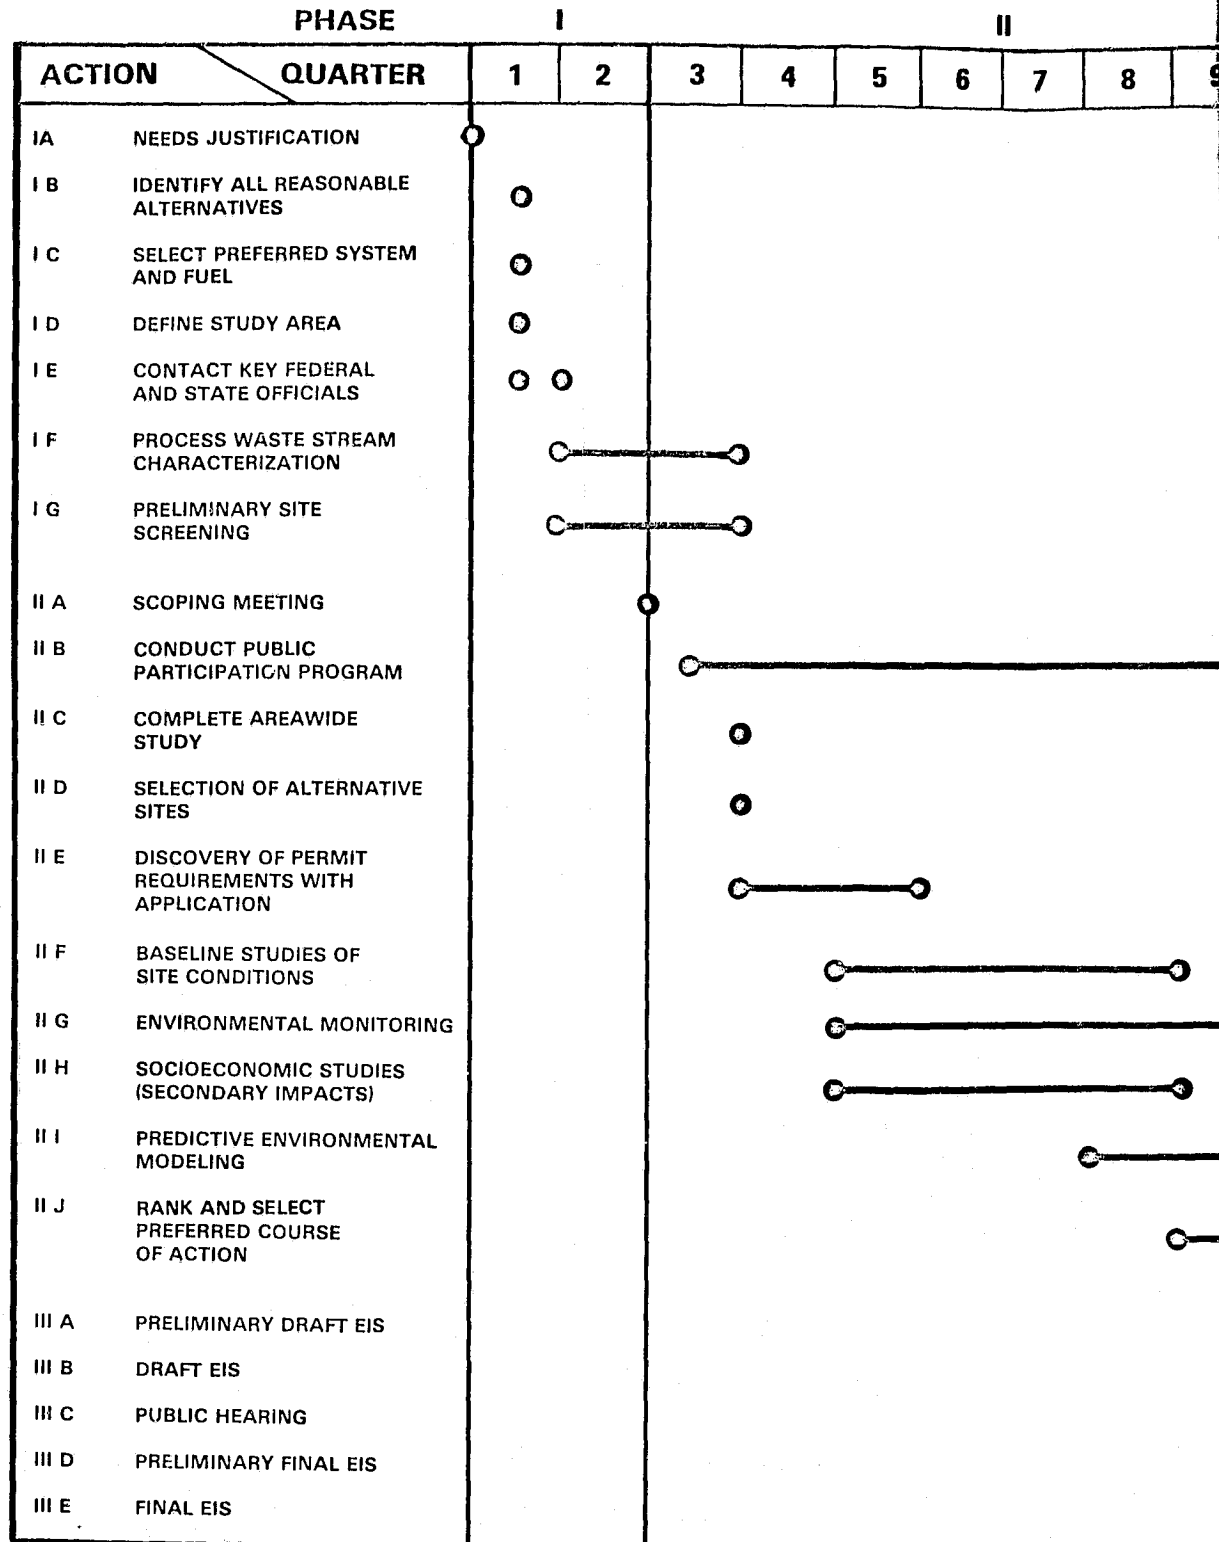 PHASE I II
ACTION QUARTER 1 2 3 4 5 6 7 8 9
IA NEEDS JUSTIFICATION
I B IDENTIFY ALL REASONABLE
ALTERNATIVES
I C SELECT PREFERRED SYSTEM
AND FUEL
I D DEFINE STUDY AREA
I E CONTACT KEY FEDERAL
AND STATE OFFICIALS
I F PROCESS WASTE STREAM
CHARACTERIZATION
I G PRELIMINARY SITE
SCREENING
II A SCOPING MEETING
II B CONDUCT PUBLIC
PARTICIPATION PROGRAM
II C COMPLETE AREAWIDE
STUDY
II D SELECTION OF ALTERNATIVE
SITES
II E DISCOVERY OF PERMIT
REQUIREMENTS WITH
APPLICATION
II F BASELINE STUDIES OF
SITE CONDITIONS
II G ENVIRONMENTAL MONITORING
II H SOCIOECONOMIC STUDIES
(SECONDARY IMPACTS)
II I PREDICTIVE ENVIRONMENTAL
MODELING
II J RANK AND SELECT
PREFERRED COURSE
OF ACTION
III A PRELIMINARY DRAFT EIS
III B DRAFT EIS
III C PUBLIC HEARING
III D PRELIMINARY FINAL EIS
III E FINAL EIS